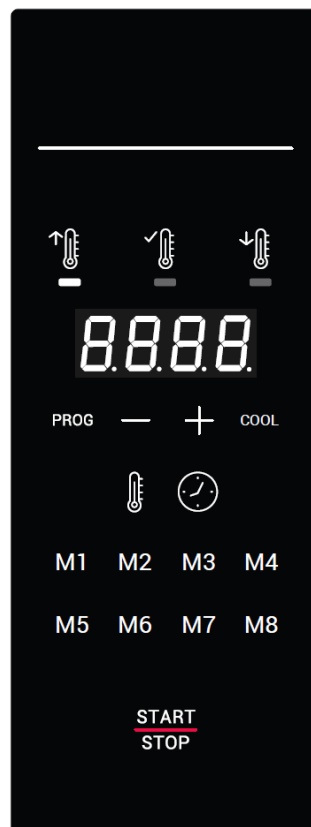 8.8.8.8.
PROG — + COOL
M1 M2 M3 M4
M5 M6 M7 M8
START
STOP